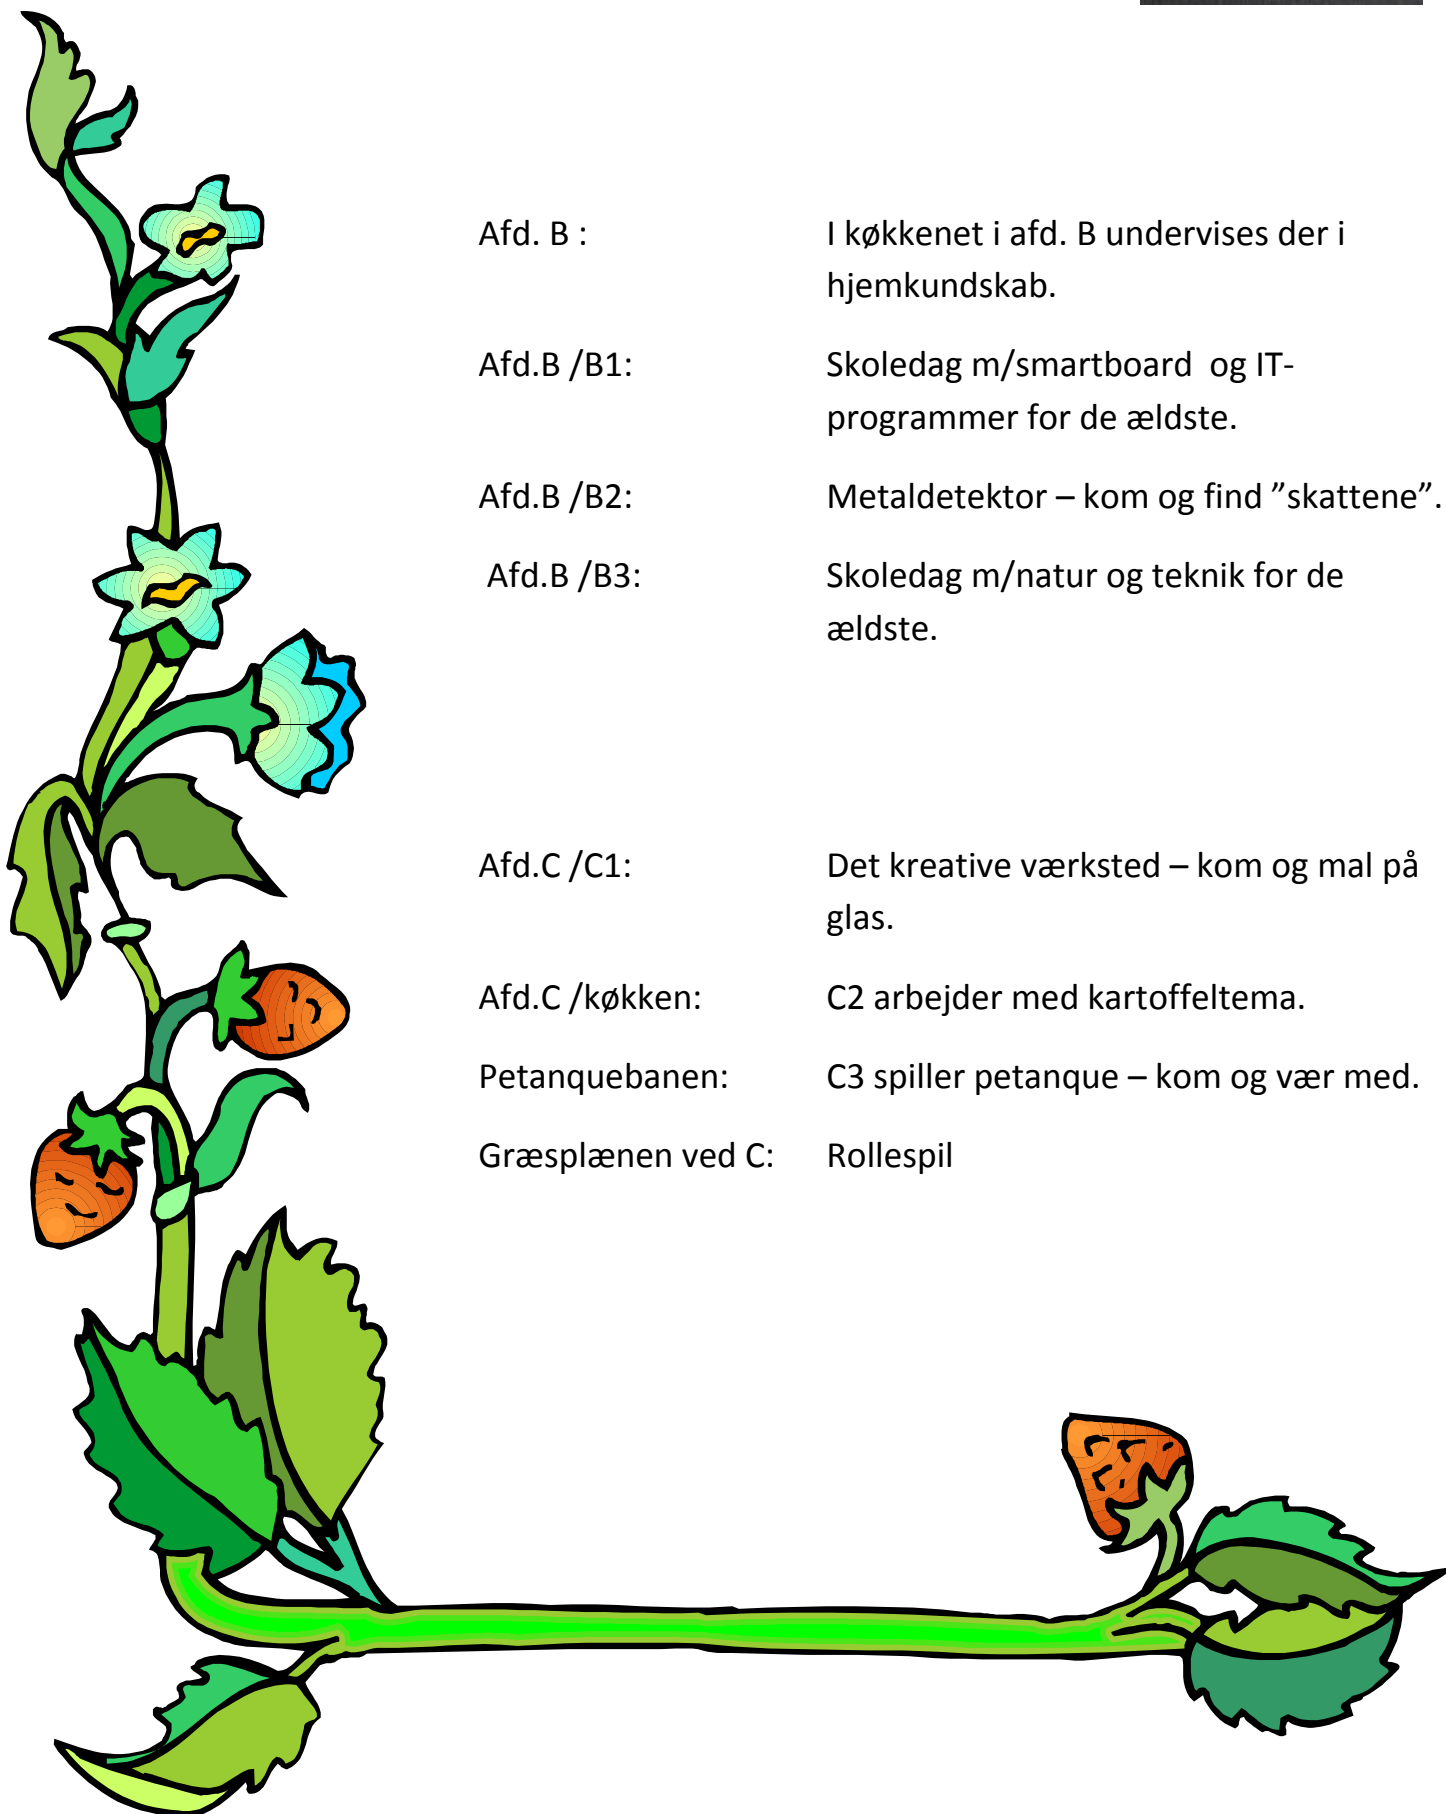 Afd. B : I køkkenet i afd. B undervises der i
hjemkundskab.
Afd.B /B1: Skoledag m/smartboard og IT-
programmer for de ældste.
Afd.B /B2: Metaldetektor – kom og find ”skattene”.
Afd.B /B3: Skoledag m/natur og teknik for de
ældste.
Afd.C /C1: Det kreative værksted – kom og mal på
glas.
Afd.C /køkken: C2 arbejder med kartoffeltema.
Petanquebanen: C3 spiller petanque – kom og vær med.
Græsplænen ved C: Rollespil